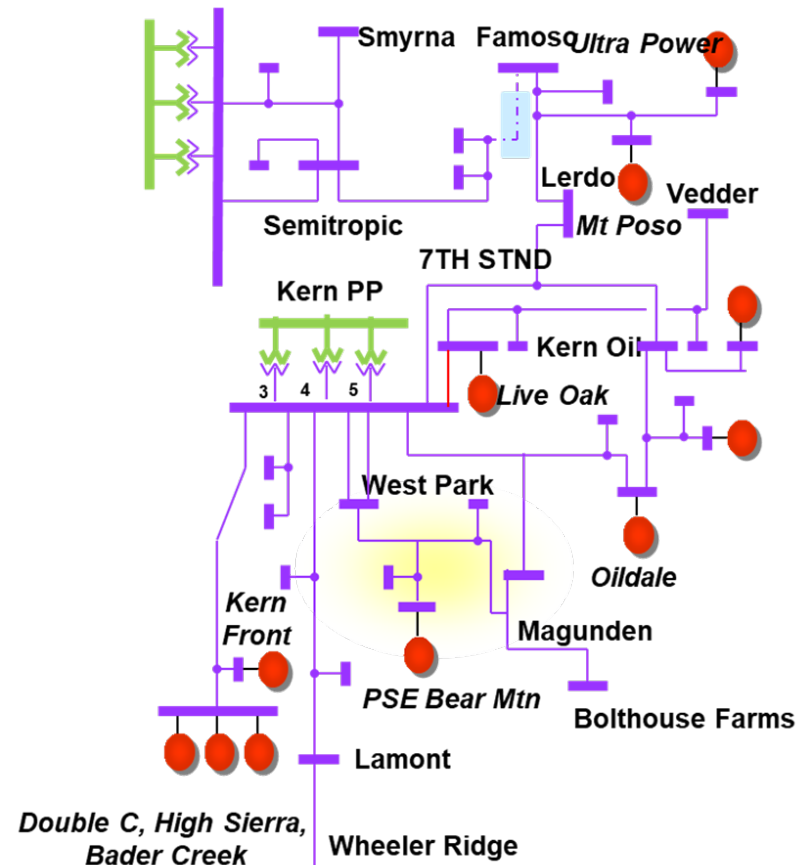 Smyrna
Famoso
Ultra Power
Lerdo
Vedder
Semitropic
Mt Poso
7TH STND
Kern PP
Kern Oil
3
4
5
Live Oak
West Park
Oildale
Kern
Front
Magunden
PSE Bear Mtn
Bolthouse Farms
Lamont
Double C, High Sierra,
Bader Creek
Wheeler Ridge